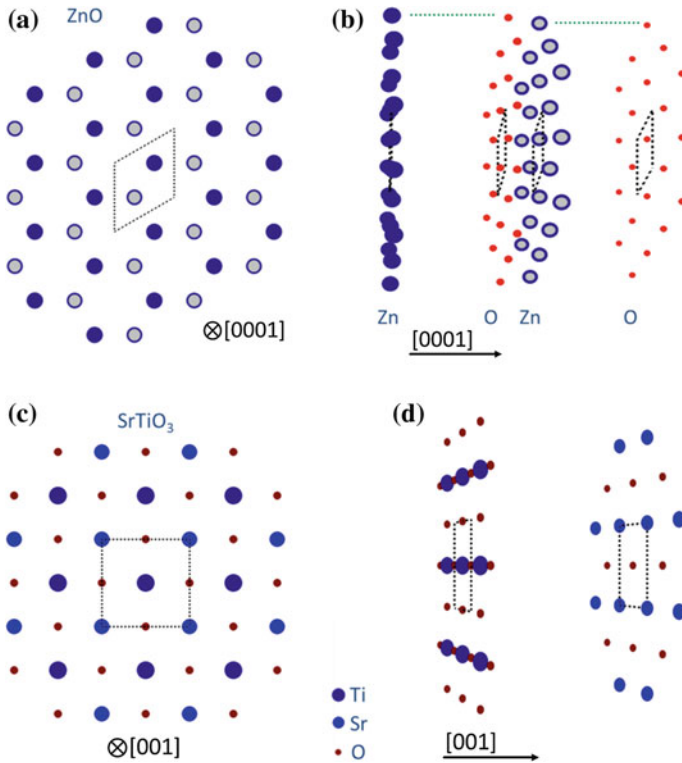 (a)
ZnO
⊗[0001]
(b)
Zn
O
Zn
O
[0001]
(c)
SrTiO₃
⊗[001]
Ti
Sr
O
(d)
[001]